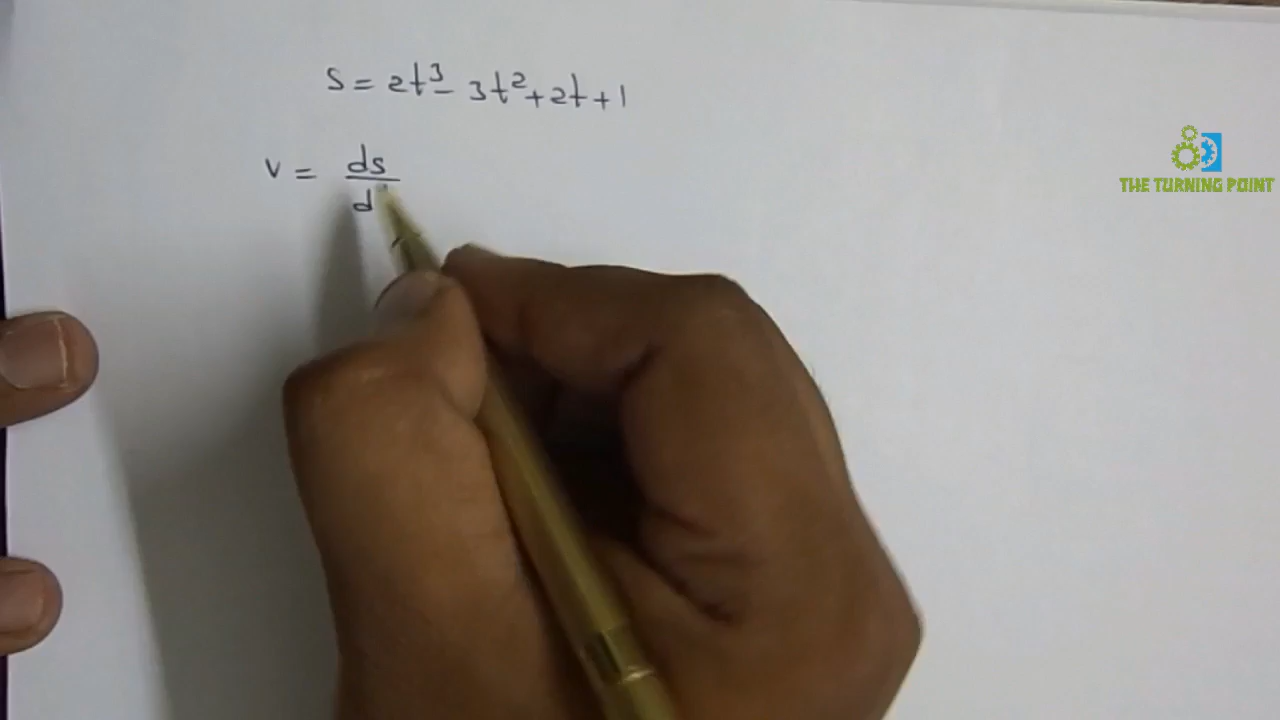 S = 2t³ - 3t² + 2t + 1
THE TURNING POINT
v = ds/d